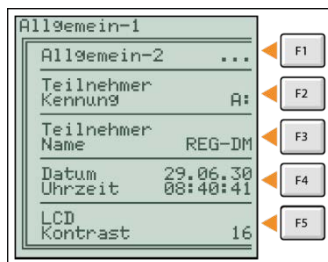 Allgemein-1
Allgemein-2 ...
F1
Teilnehmer
Kennung A:
F2
Teilnehmer
Name REG-DM
F3
Datum 29.06.30
Uhrzeit 08:40:41
F4
LCD
Kontrast 16
F5